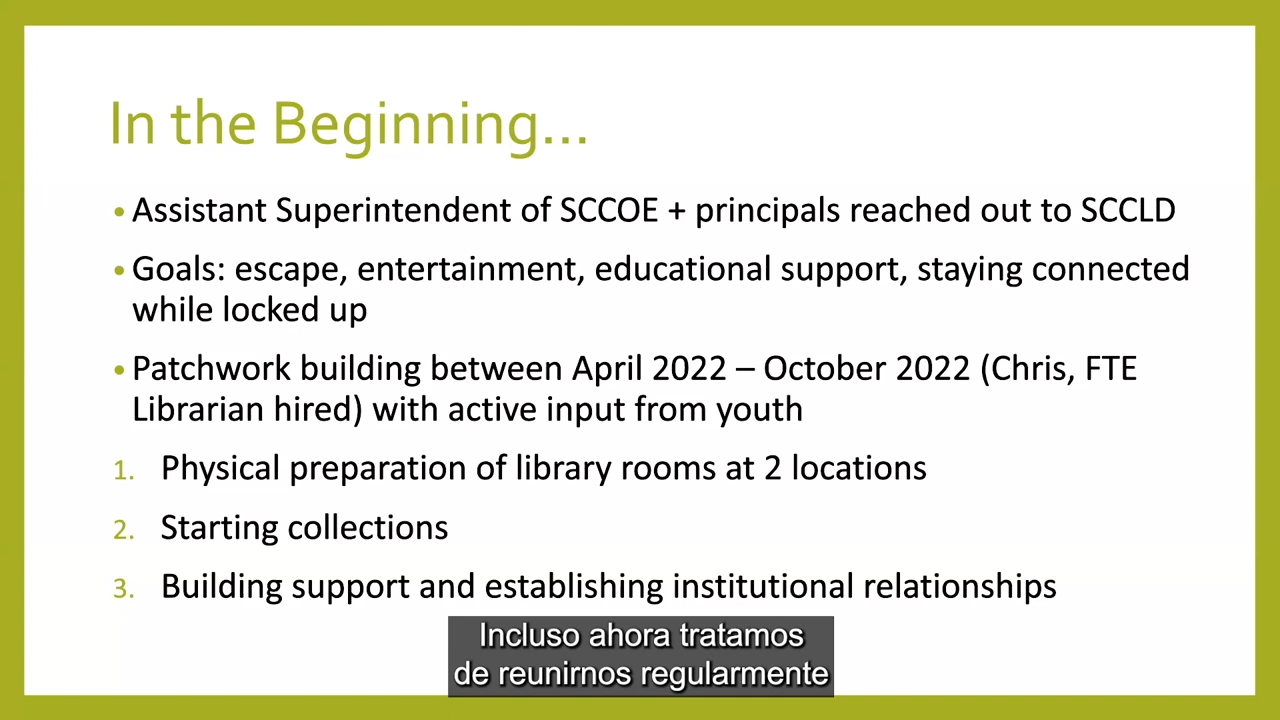 In the Beginning...
• Assistant Superintendent of SCCOE + principals reached out to SCCLD
• Goals: escape, entertainment, educational support, staying connected
while locked up
• Patchwork building between April 2022 – October 2022 (Chris, FTE
Librarian hired) with active input from youth
1. Physical preparation of library rooms at 2 locations
2. Starting collections
3. Building support and establishing institutional relationships
Incluso ahora tratamos
de reunirnos regularmente